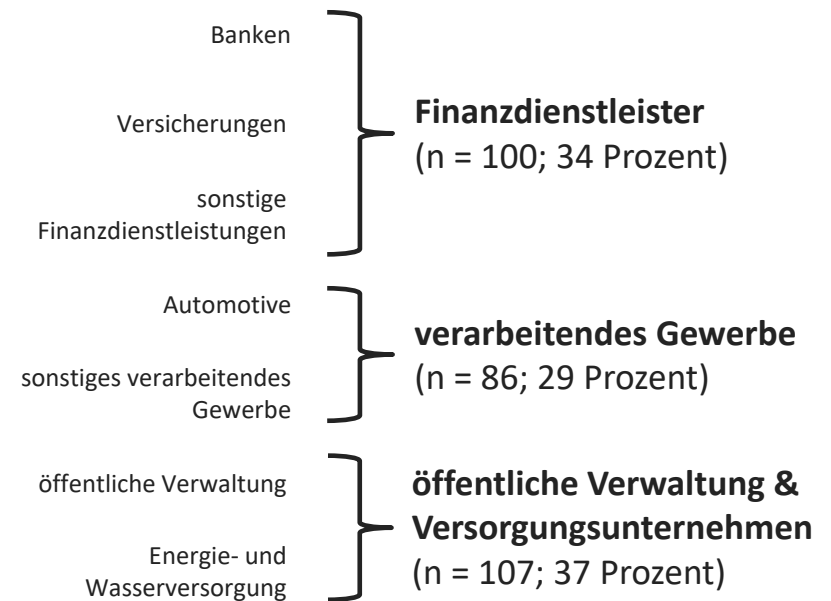 Banken
Versicherungen
sonstige
Finanzdienstleistungen
Finanzdienstleister
(n = 100; 34 Prozent)
Automotive
sonstiges verarbeitendes
Gewerbe
verarbeitendes Gewerbe
(n = 86; 29 Prozent)
öffentliche Verwaltung
Energie- und
Wasserversorgung
öffentliche Verwaltung &
Versorgungsunternehmen
(n = 107; 37 Prozent)